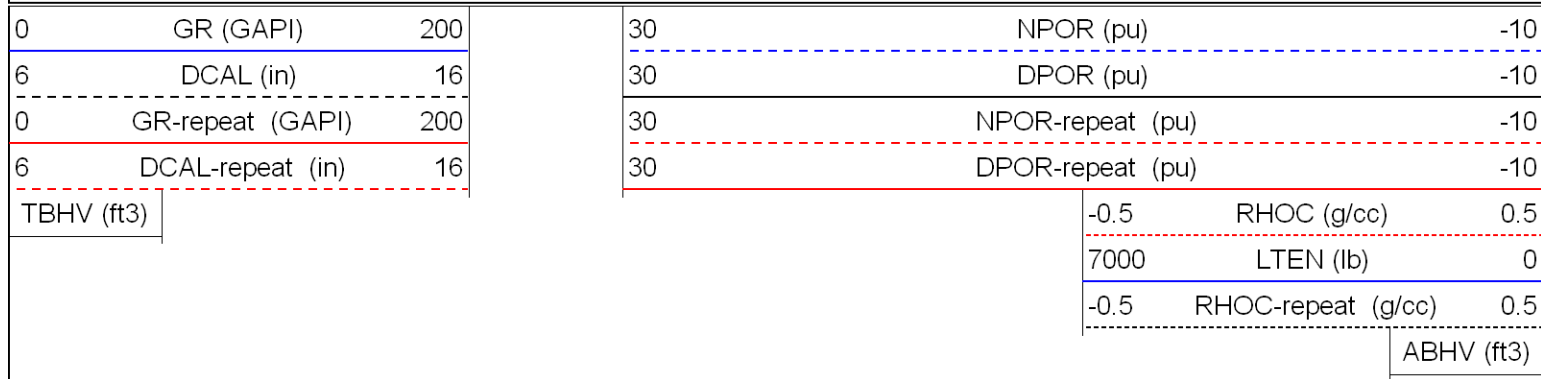 0 GR (GAPI) 200 30 NPOR (pu) -10
6 DCAL (in) 16 30 DPOR (pu) -10
0 GR-repeat (GAPI) 200 30 NPOR-repeat (pu) -10
6 DCAL-repeat (in) 16 30 DPOR-repeat (pu) -10
TBHV (ft3) -0.5 RHOC (g/cc) 0.5
7000 LTEN (lb) 0
-0.5 RHOC-repeat (g/cc) 0.5
ABHV (ft3)